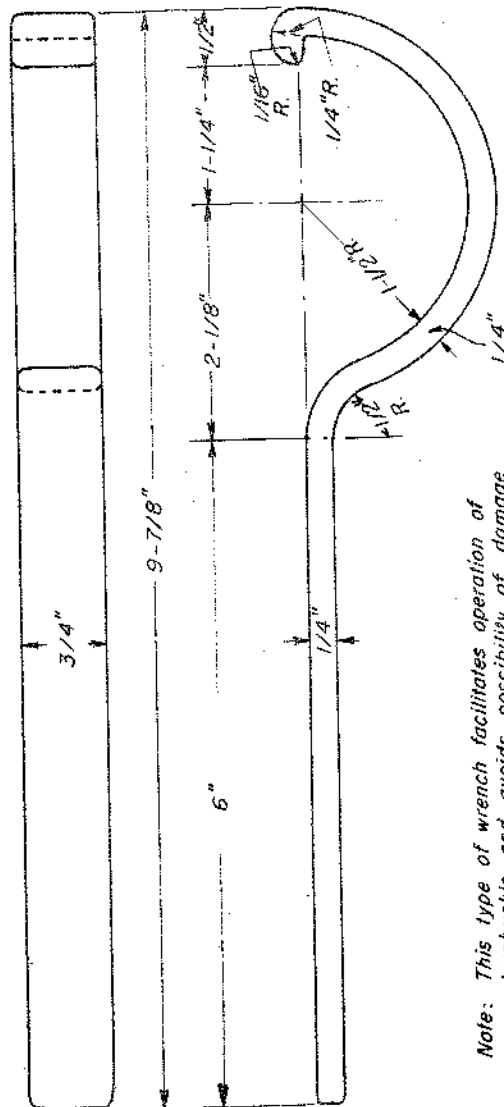 3/4"
9-7/8"
6"
2-1/8"
1-1/4"
1/2"
1/16"
R.
1/4"R.
1-1/2"R.
1/2
R.
1/4"
1/4"
Note: This type of wrench facilitates operation of
and avoids possibility of damage